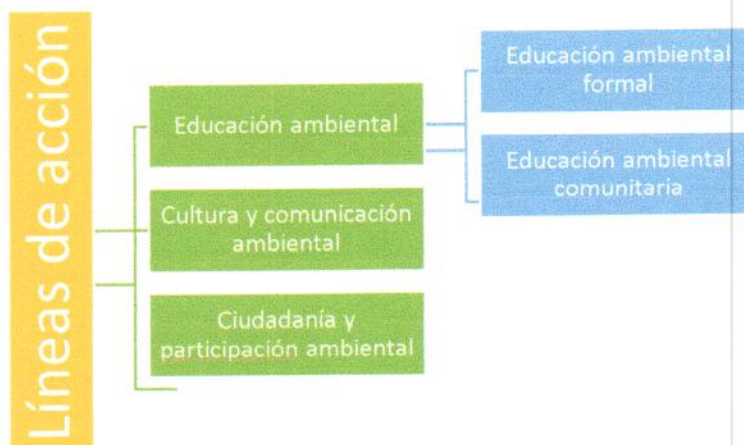 Líneas de acción
Educación ambiental
Cultura y comunicación
ambiental
Ciudadanía y
participación ambiental
Educación ambiental
formal
Educación ambiental
comunitaria